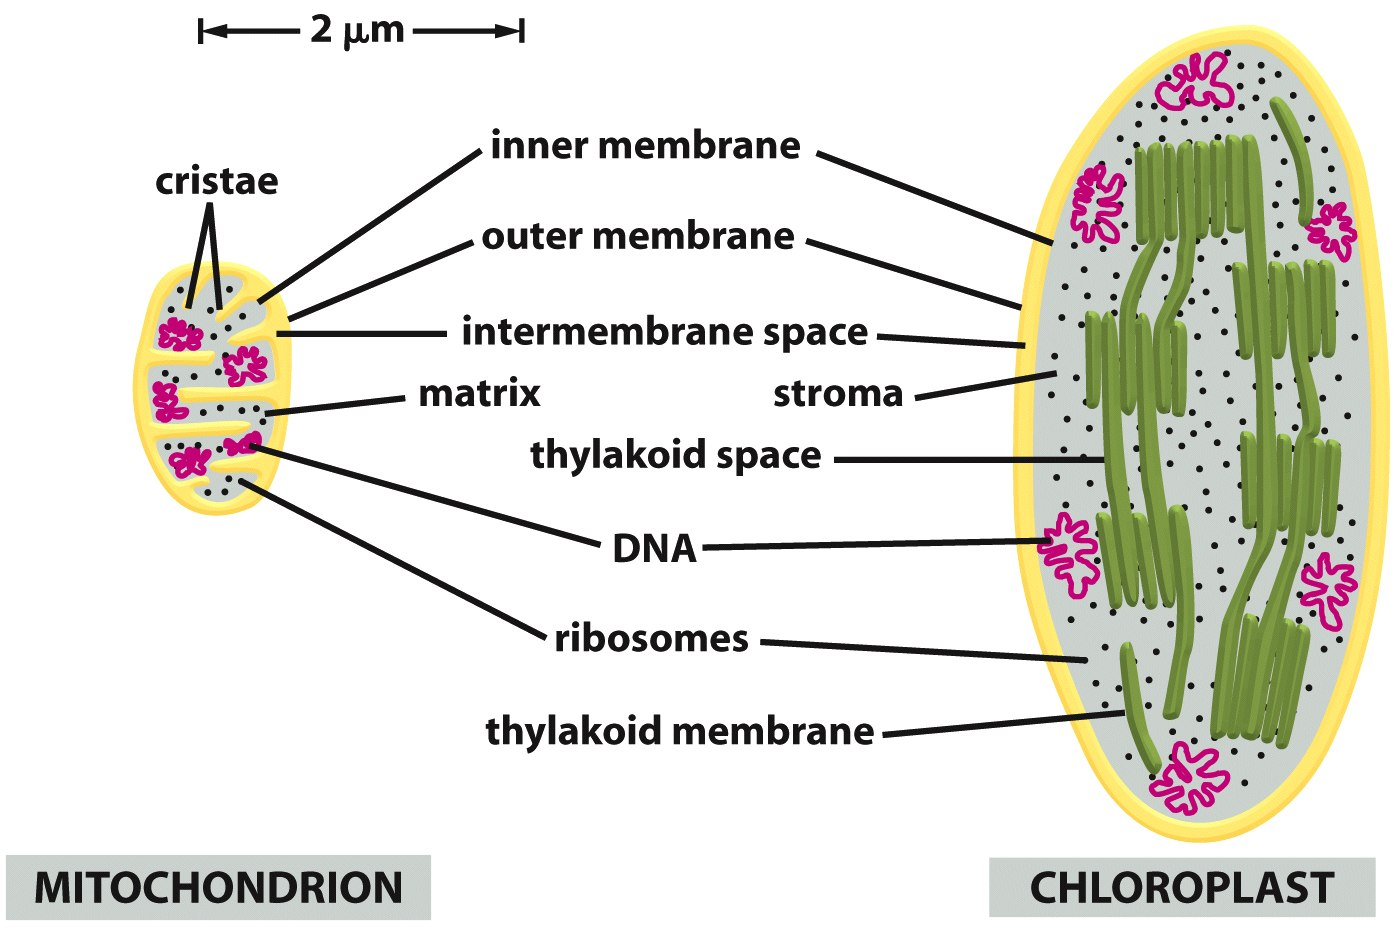 2 μm
inner membrane
cristae
outer membrane
intermembrane space
matrix
stroma
thylakoid space
DNA
ribosomes
thylakoid membrane
MITOCHONDRION
CHLOROPLAST